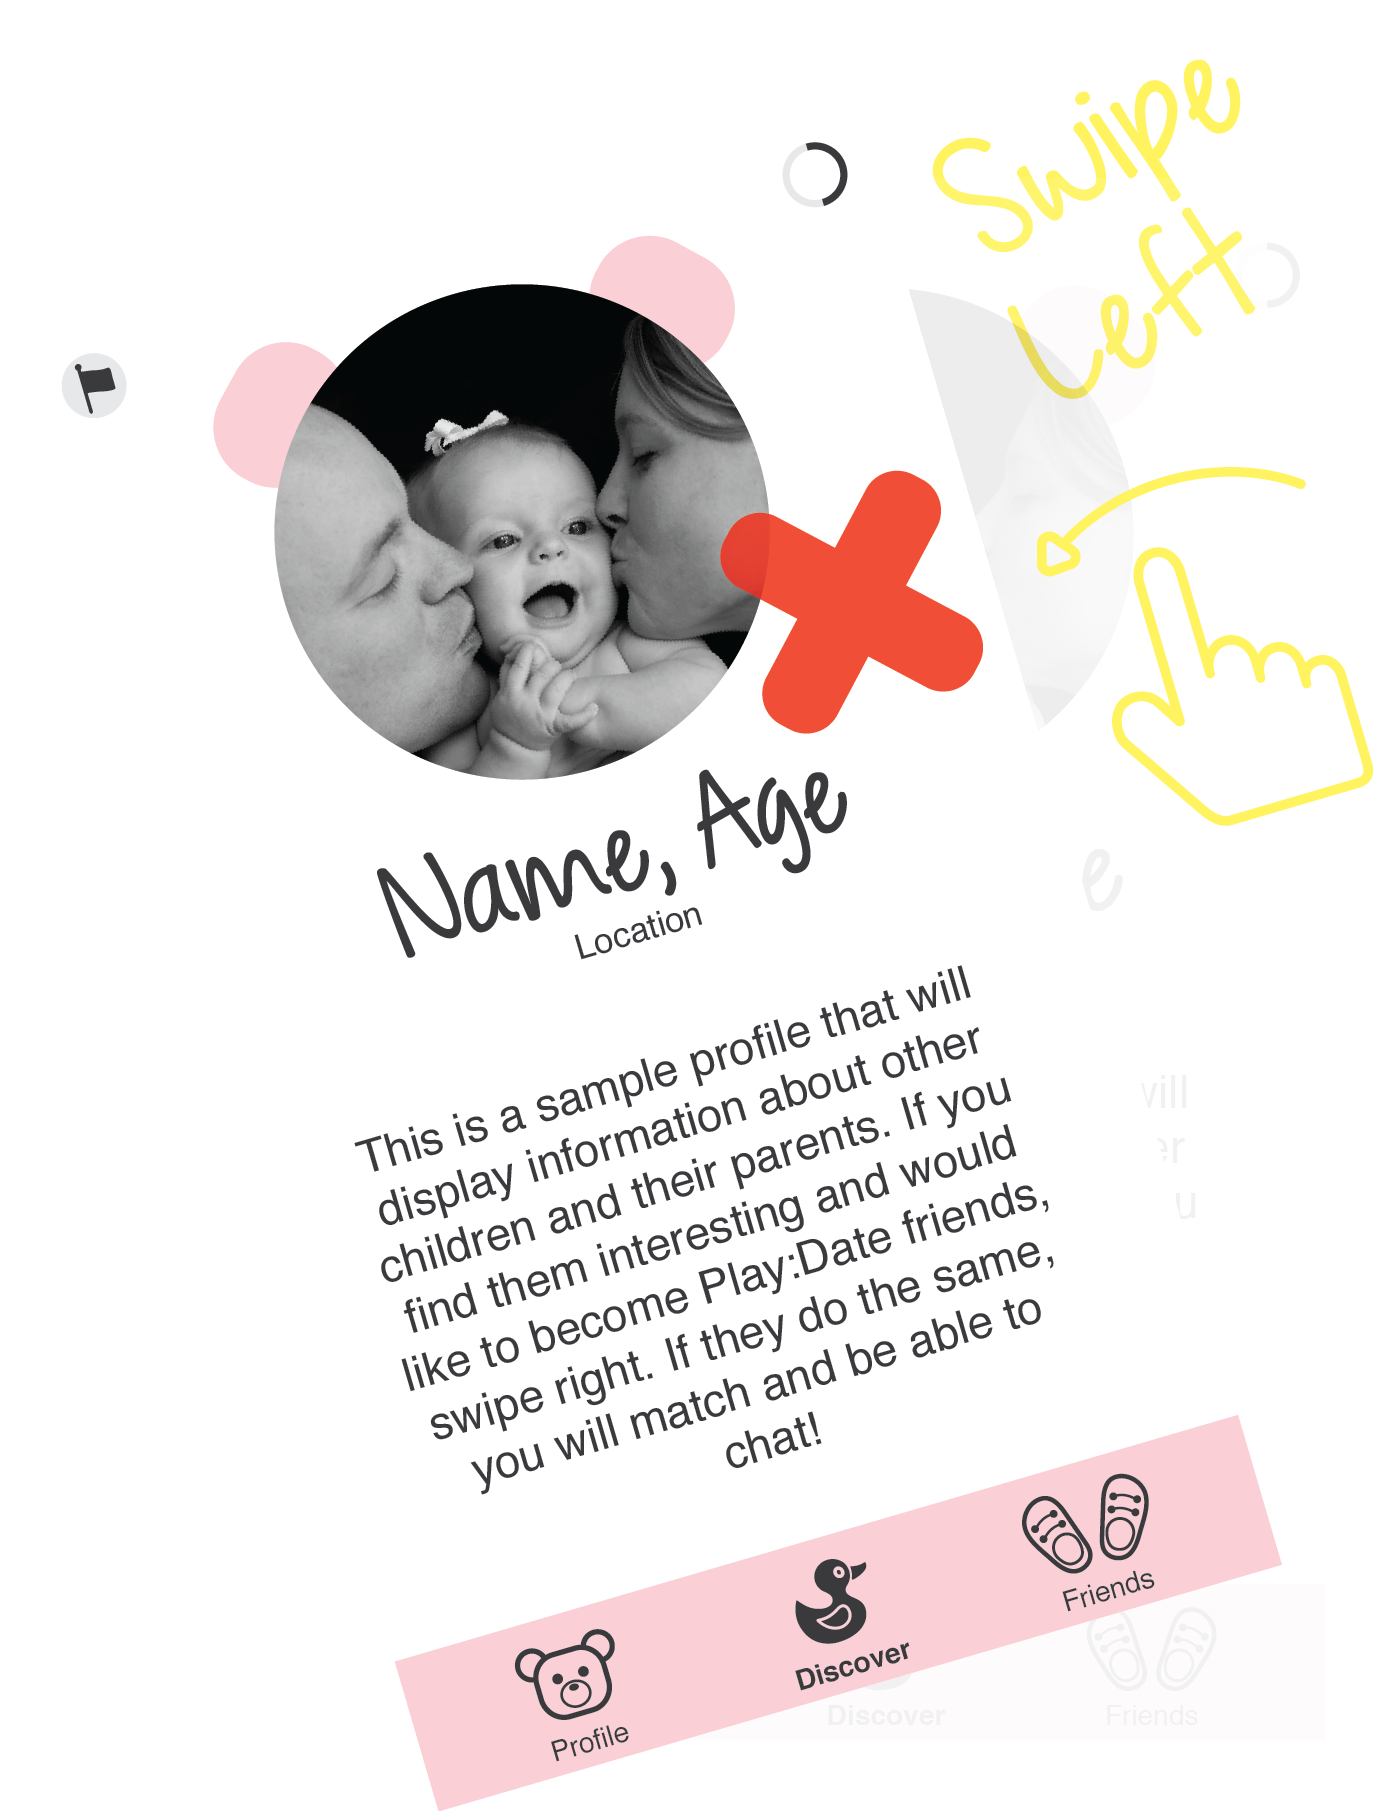 Swipe
Left
Name, Age
Location
e
This is a sample profile that will
display information about other
children and their parents. If you
find them interesting and would
like to become Play:Date friends,
swipe right. If they do the same,
you will match and be able to
chat!
vill
er
u
Profile
Discover
Friends
Discover
Friends